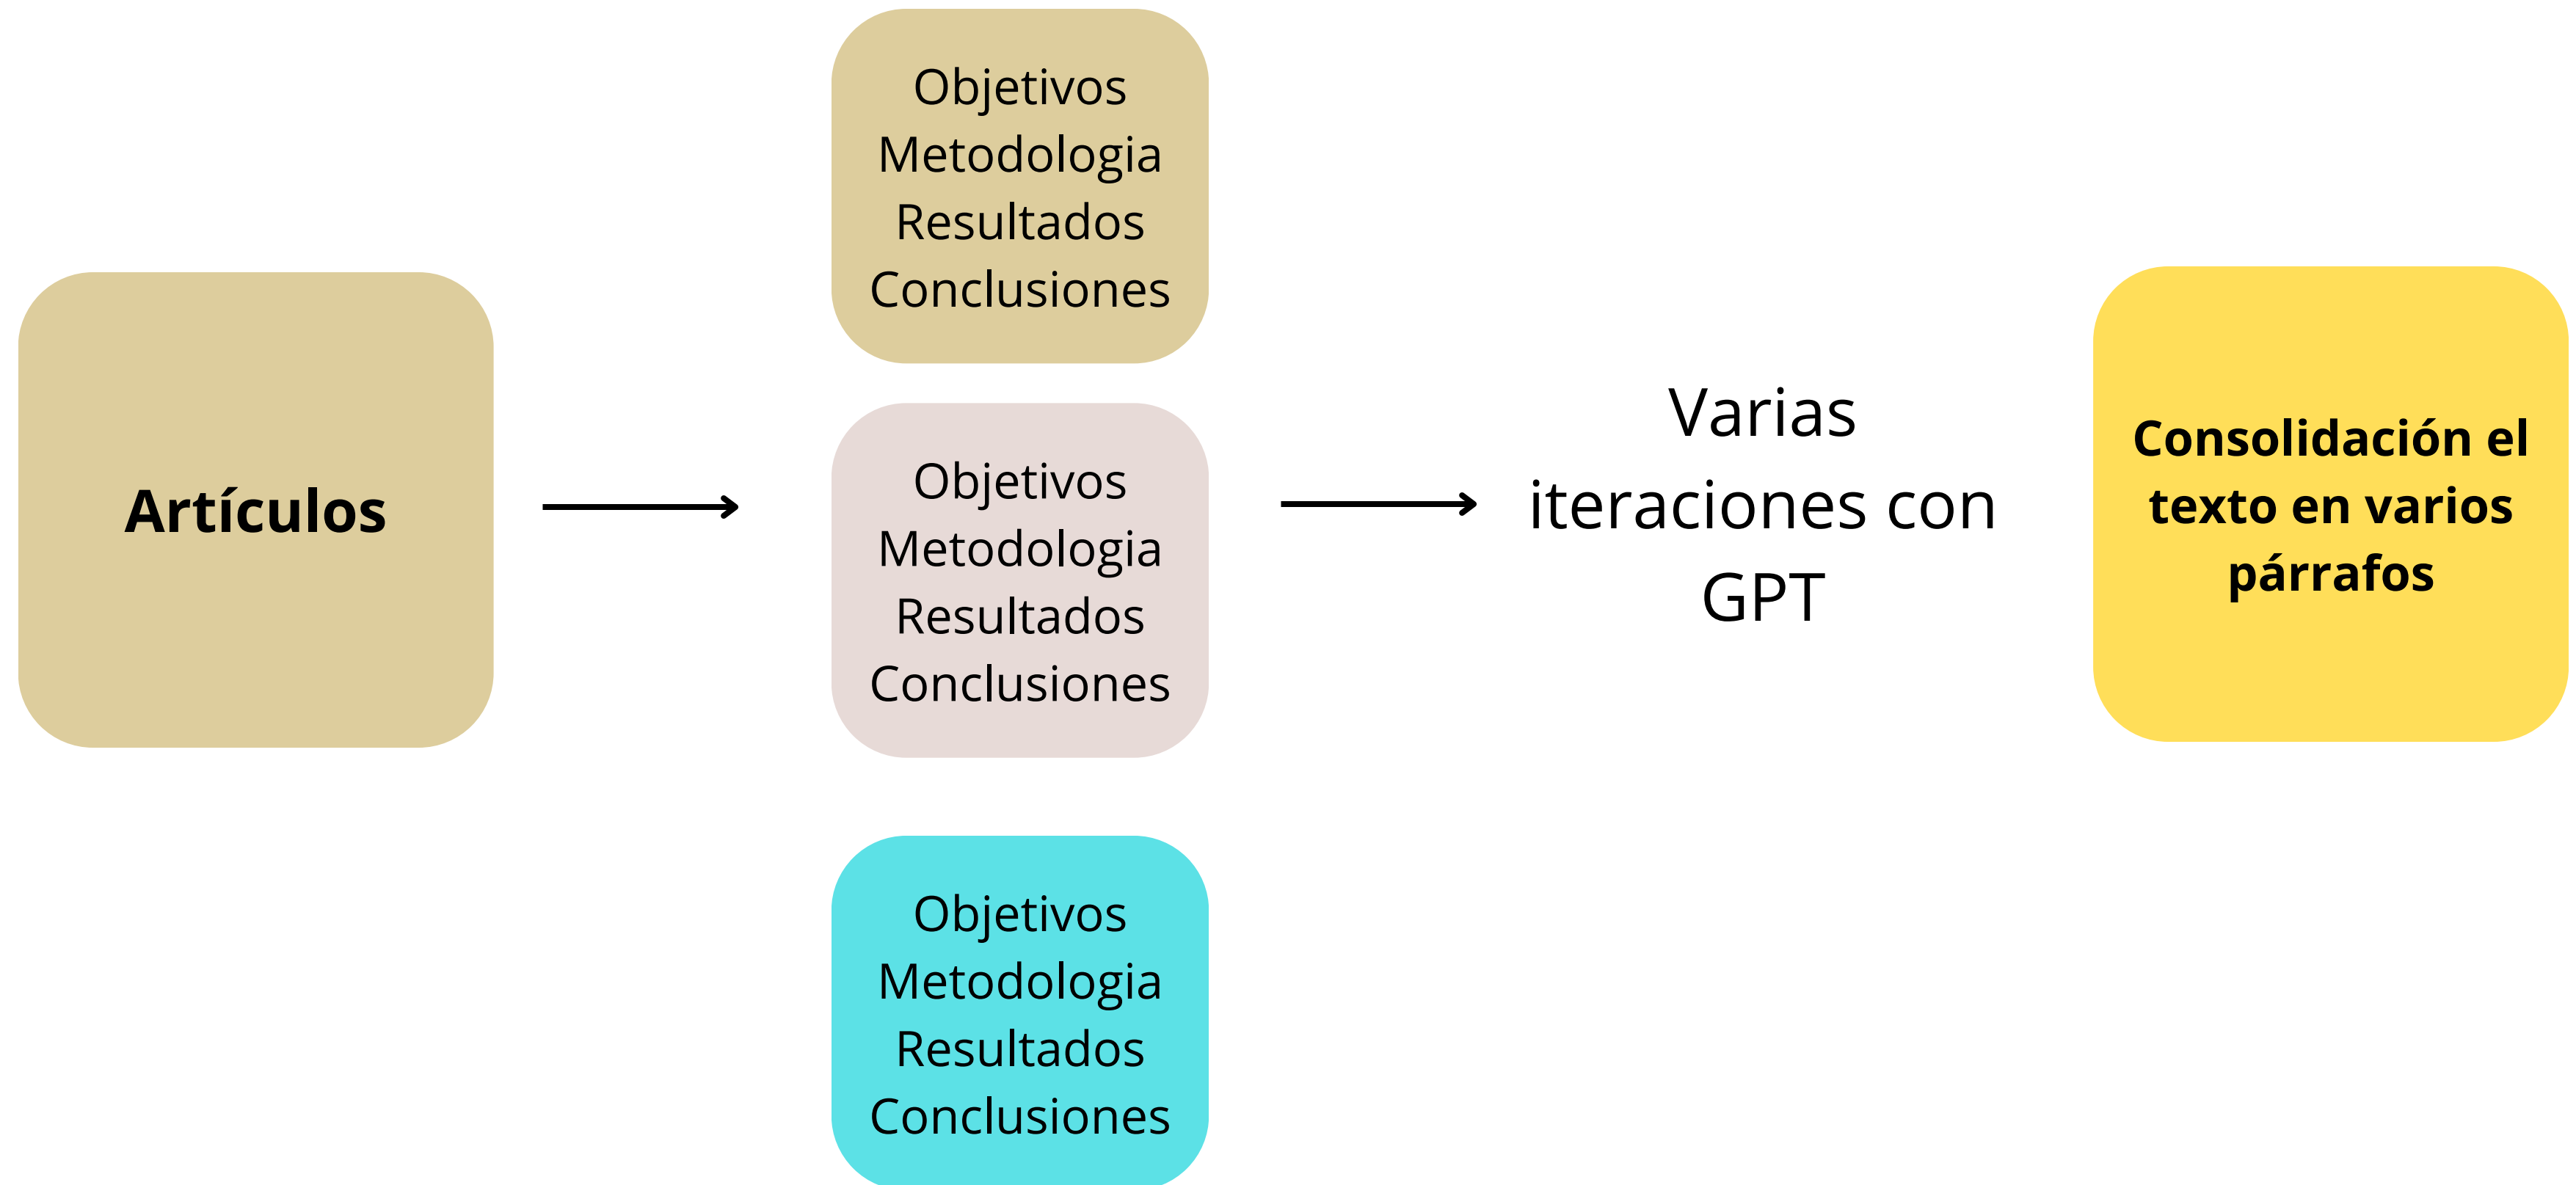 Artículos
Objetivos
Metodologia
Resultados
Conclusiones
Objetivos
Metodologia
Resultados
Conclusiones
Objetivos
Metodologia
Resultados
Conclusiones
Varias
iteraciones con
GPT
Consolidación el
texto en varios
párrafos